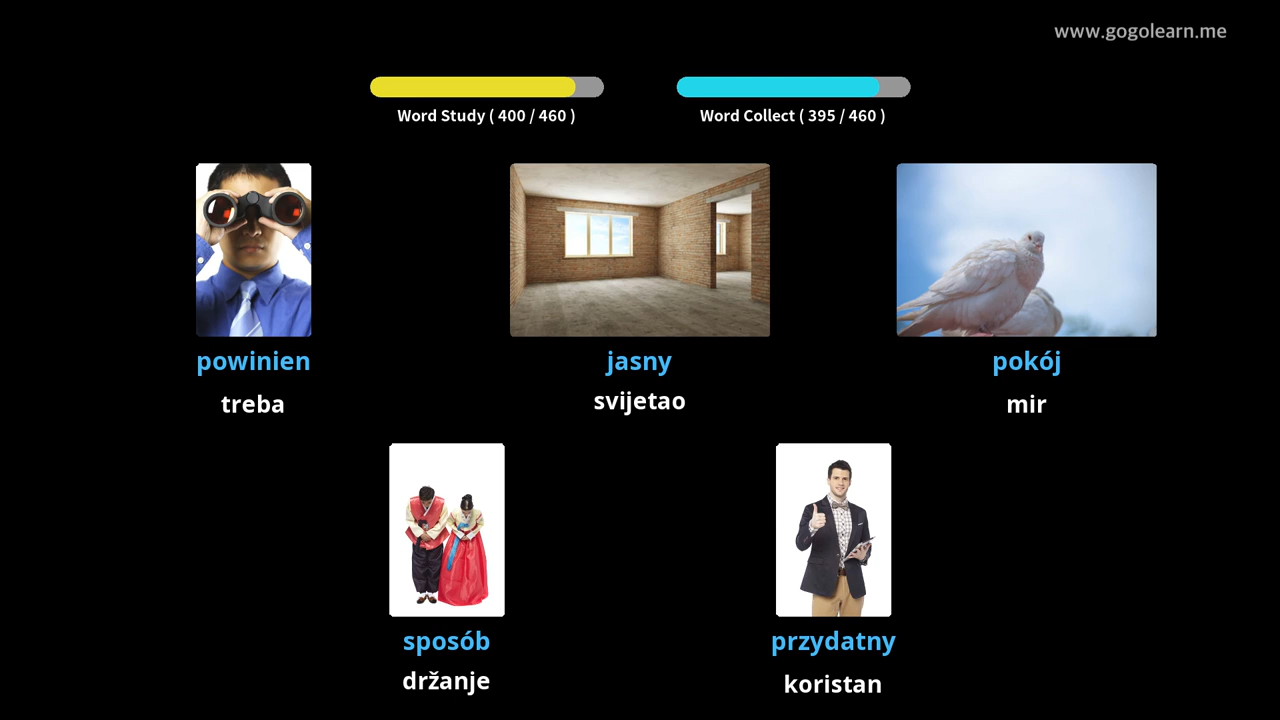 www.gogolearn.me
Word Study ( 400 / 460 )
Word Collect ( 395 / 460 )
powinien
treba
jasny
svijetao
pokój
mir
sposób
držanje
przydatny
koristan